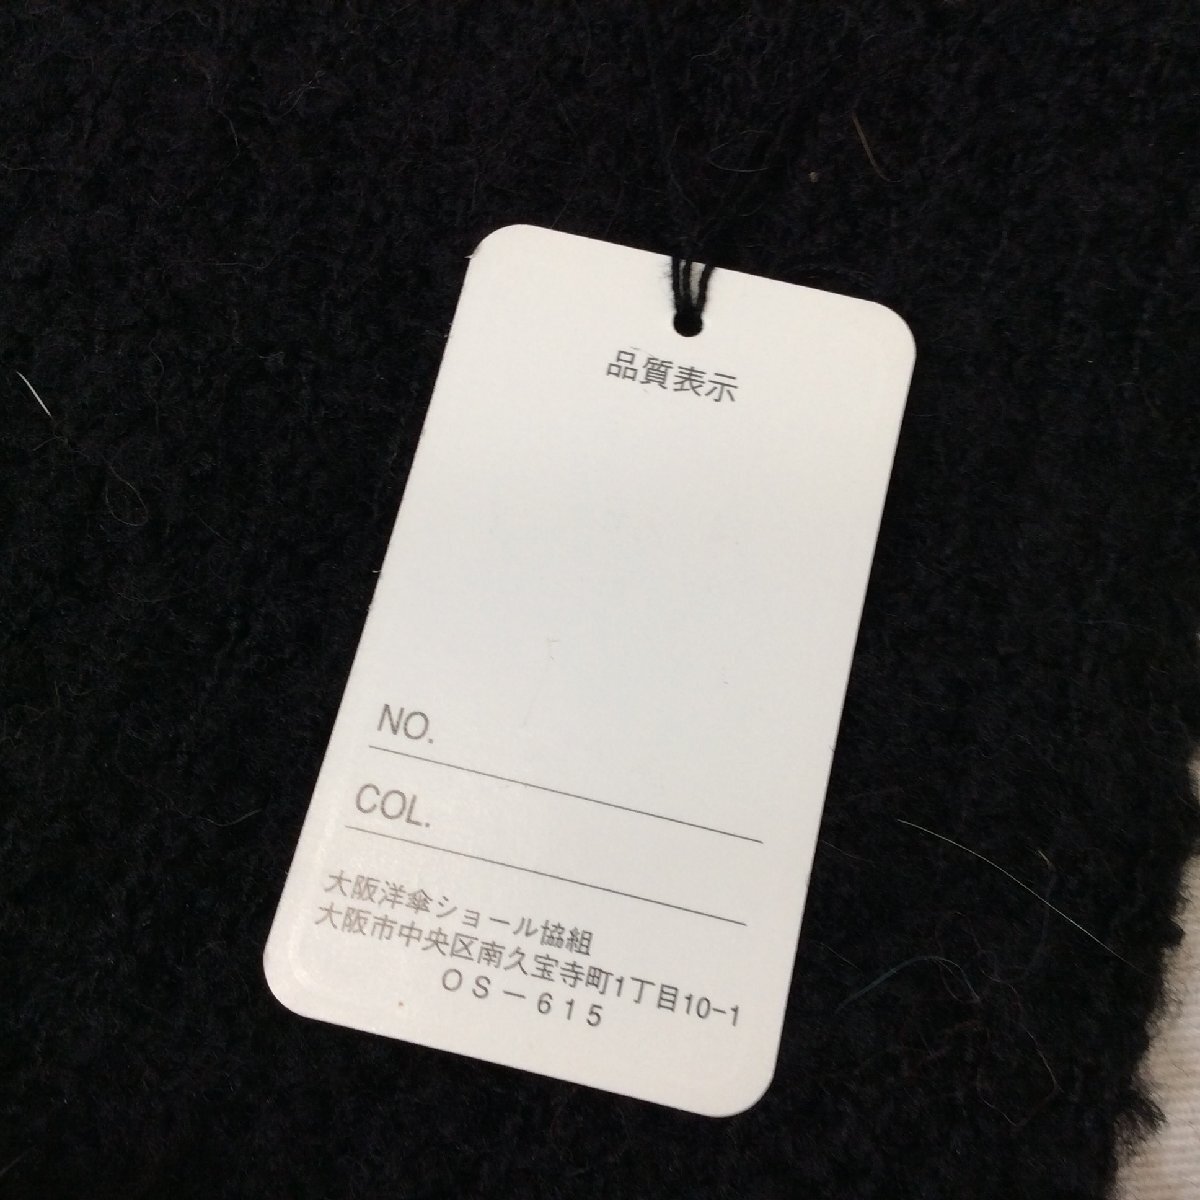 品質表示
NO.
COL.
大阪洋傘ショール協組
大阪市中央区南久宝寺町1丁目10-1
OS-615